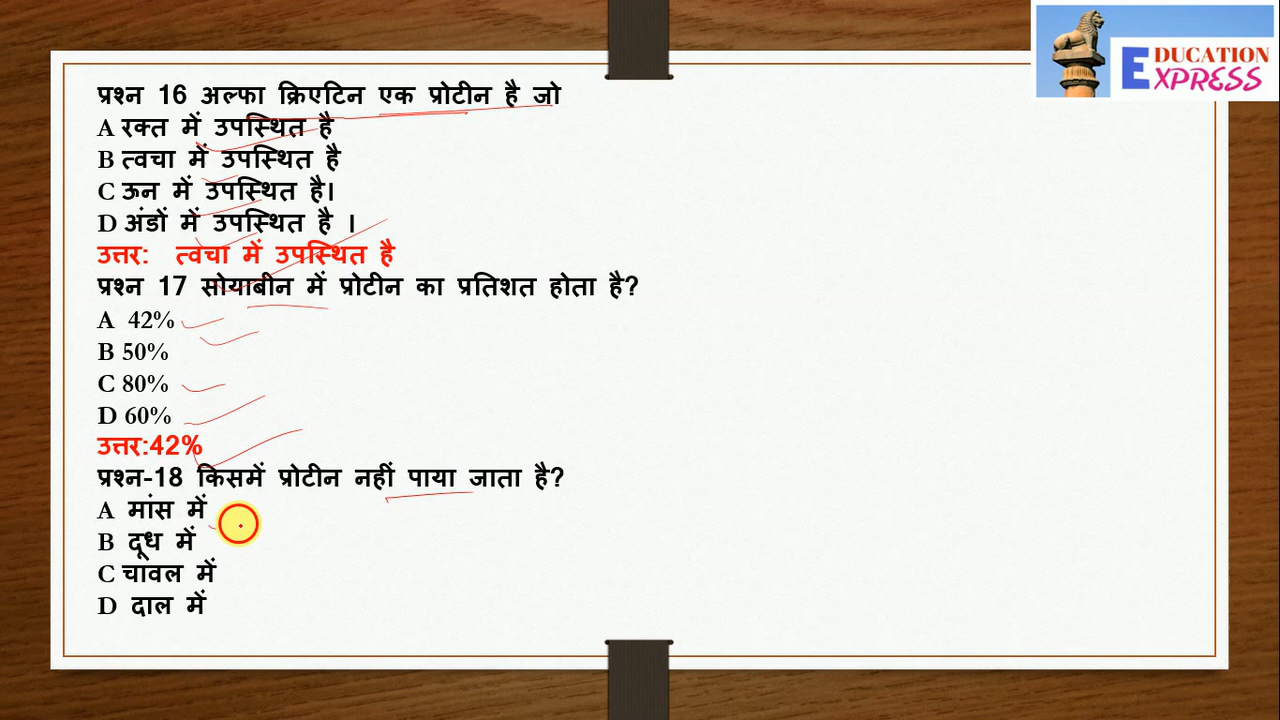 EDUCATION
EXPRESS
प्रश्न 16 अल्फा क्रिएटिन एक प्रोटीन है जो
A रक्त में उपस्थित है
B त्वचा में उपस्थित है
C ऊन में उपस्थित है।
D अंडों में उपस्थित है ।
उत्तर: त्वचा में उपस्थित है
प्रश्न 17 सोयाबीन में प्रोटीन का प्रतिशत होता है?
A 42%
B 50%
C 80%
D 60%
उत्तर:42%
प्रश्न-18 किसमें प्रोटीन नहीं पाया जाता है?
A मांस में
B दूध में
C चावल में
D दाल में